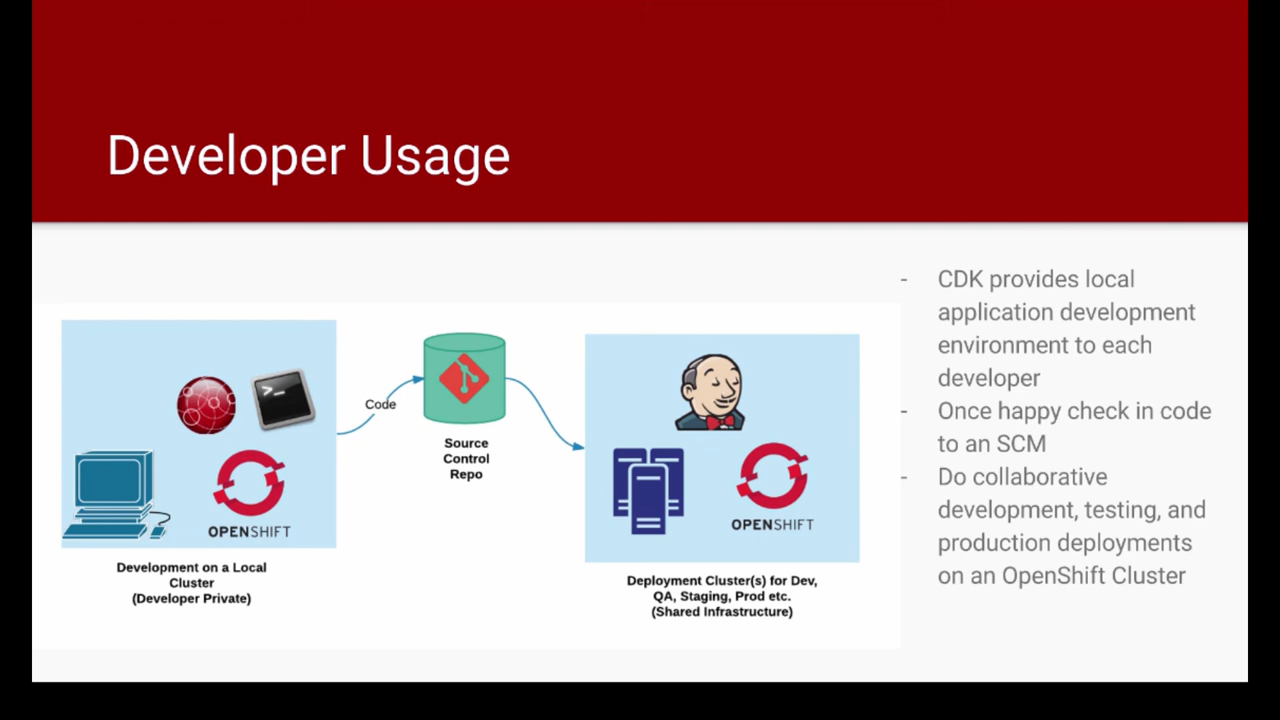 Developer Usage
>_
Code
Source
Control
Repo
OPENSHIFT
OPENSHIFT
Development on a Local
Cluster
(Developer Private)
Deployment Cluster(s) for Dev,
QA, Staging, Prod etc.
(Shared Infrastructure)
- CDK provides local
application development
environment to each
developer
- Once happy check in code
to an SCM
- Do collaborative
development, testing, and
production deployments
on an OpenShift Cluster